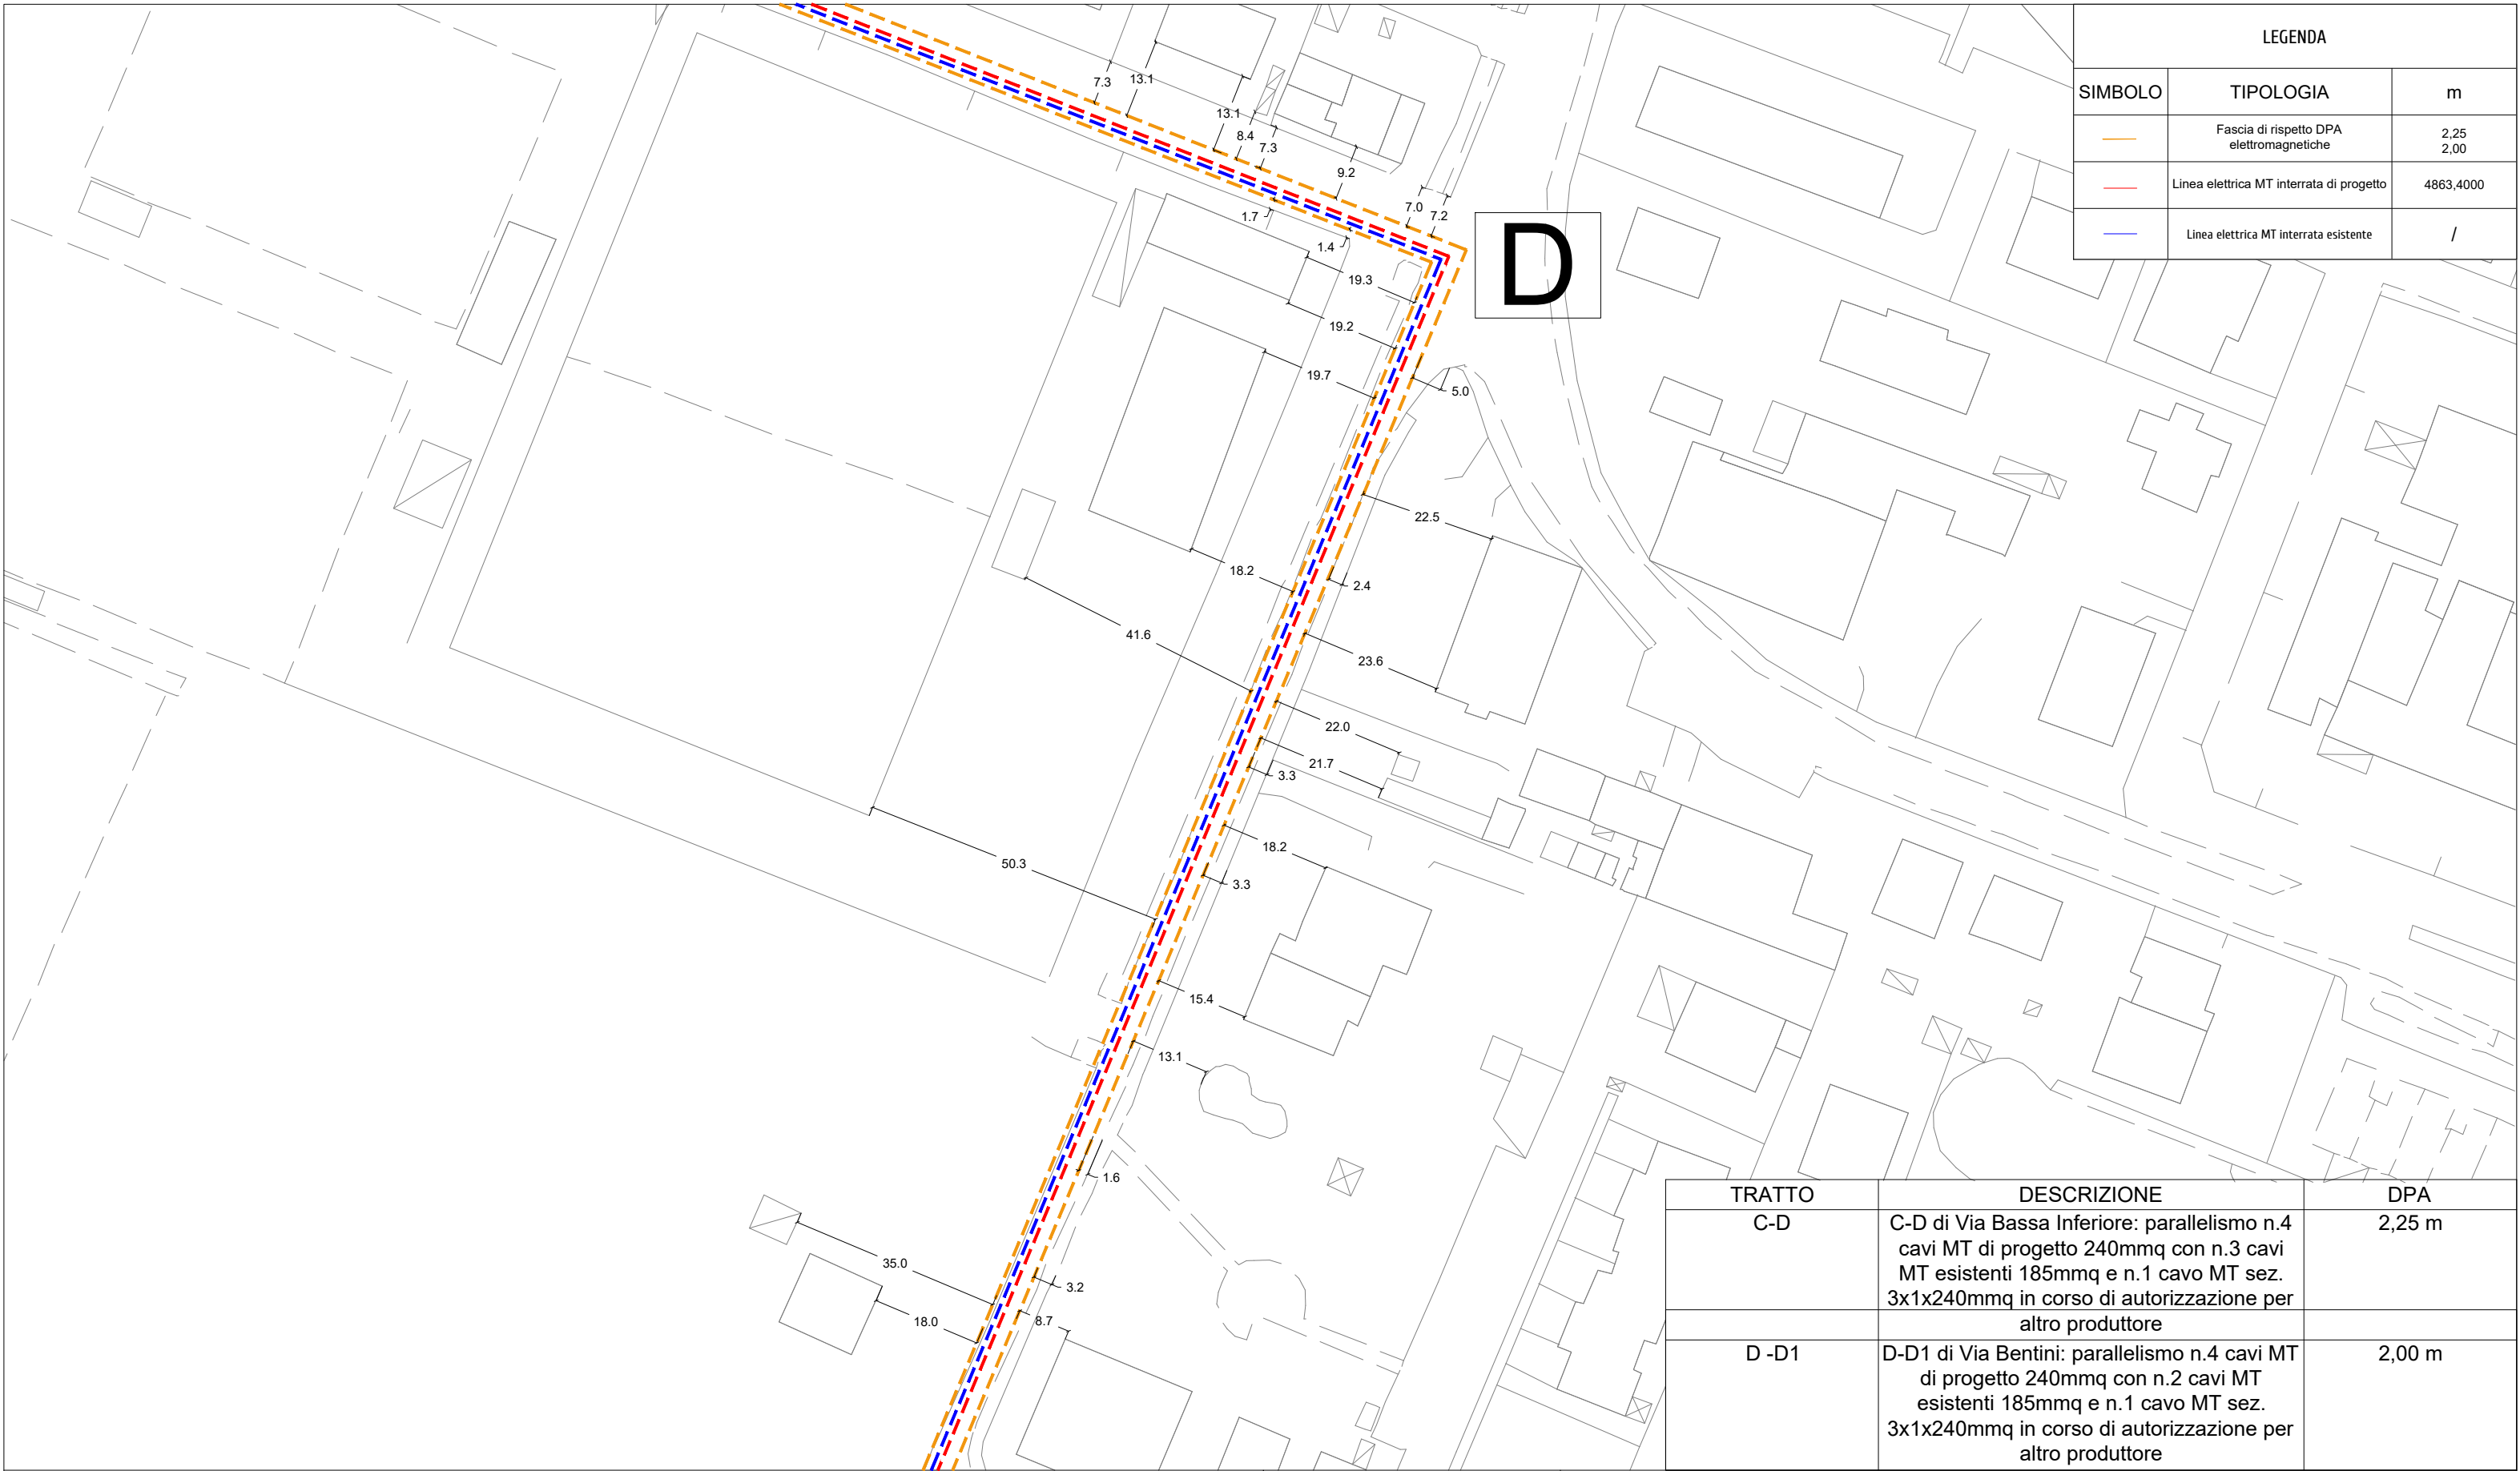 LEGENDA
SIMBOLO TIPOLOGIA m
Fascia di rispetto DPA
elettromagnetiche
2,25
2,00
Linea elettrica MT interrata di progetto 4863,4000
Linea elettrica MT interrata esistente /
7.3
13.1
13.1
8.4
7.3
9.2
7.0
7.2
1.7
1.4
D
19.3
19.2
19.7
5.0
22.5
18.2
2.4
41.6
23.6
22.0
21.7
3.3
18.2
50.3
3.3
15.4
13.1
1.6
35.0
3.2
18.0
8.7
TRATTO DESCRIZIONE DPA
C-D
C-D di Via Bassa Inferiore: parallelismo n.4
cavi MT di progetto 240mmq con n.3 cavi
MT esistenti 185mmq e n.1 cavo MT sez.
3x1x240mmq in corso di autorizzazione per
altro produttore
2,25 m
D -D1
D-D1 di Via Bentini: parallelismo n.4 cavi MT
di progetto 240mmq con n.2 cavi MT
esistenti 185mmq e n.1 cavo MT sez.
3x1x240mmq in corso di autorizzazione per
altro produttore
2,00 m